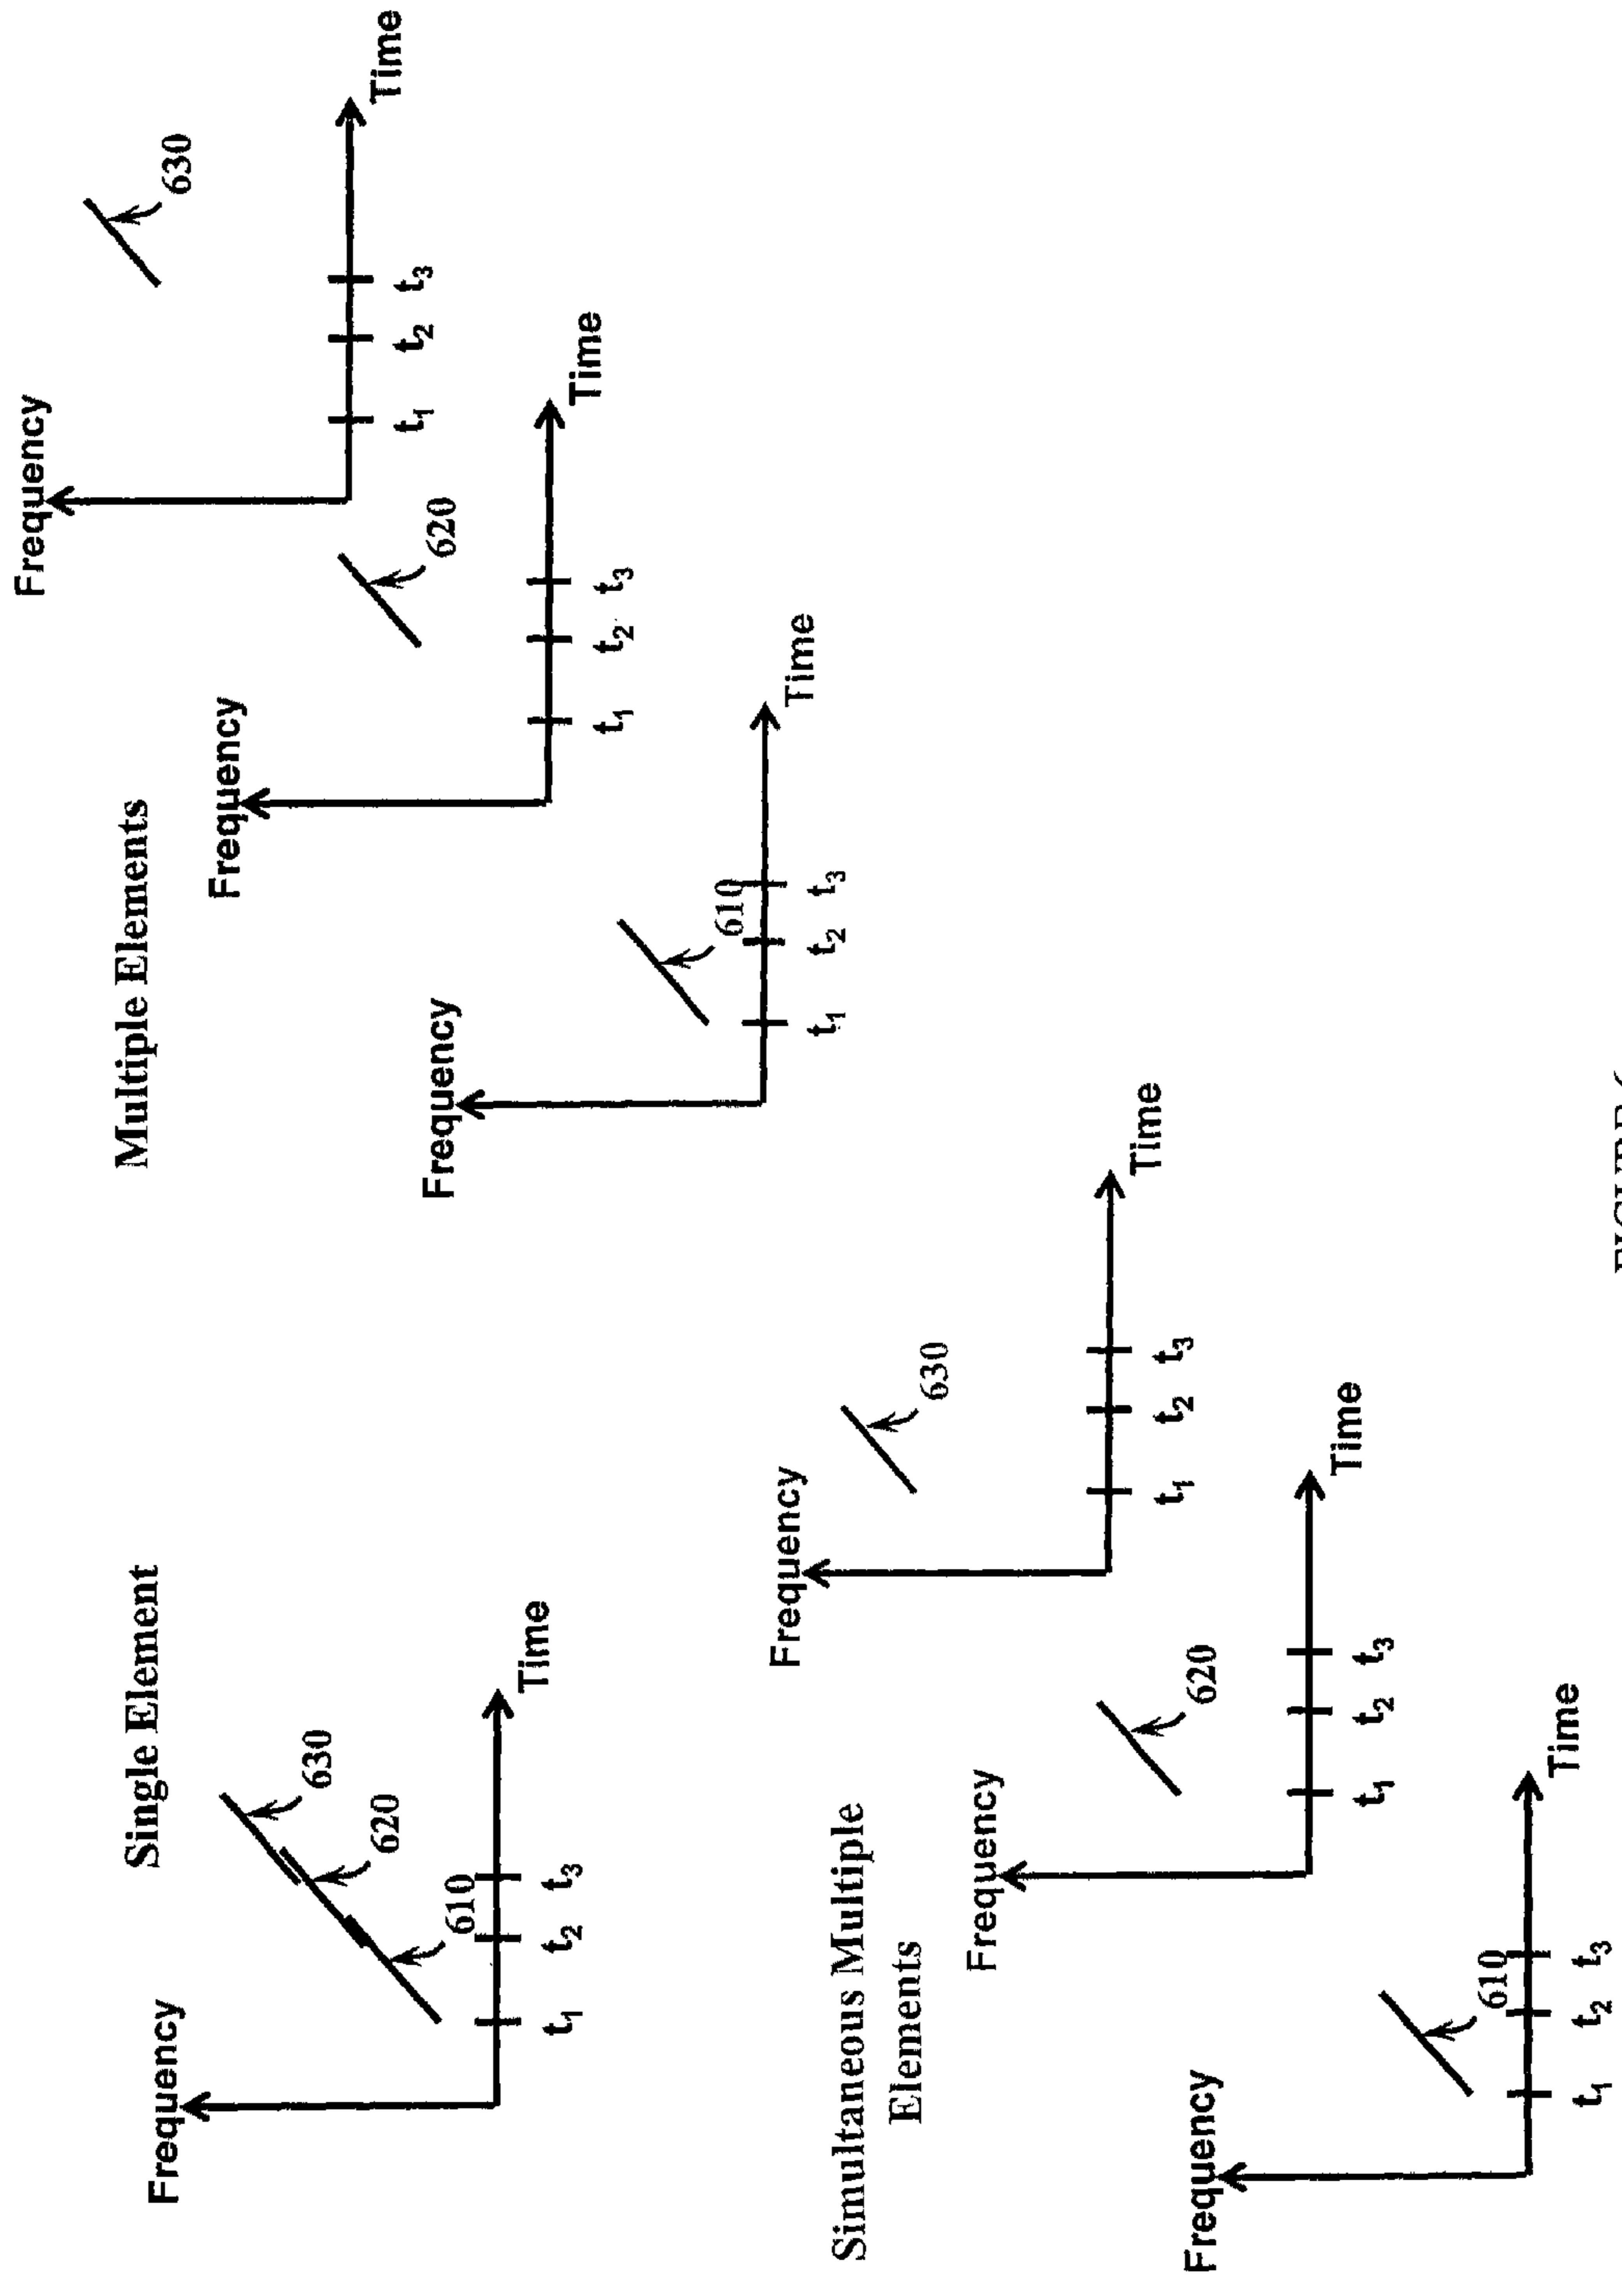 Single Element
Frequency
630
620
610
t₁ t₂ t₃
Time
Multiple Elements
Frequency
610
t₁ t₂ t₃
Time
Frequency
620
t₁ t₂ t₃
Time
Frequency
630
t₁ t₂ t₃
Time
Simultaneous Multiple
Elements
Frequency
610
t₁ t₂ t₃
Time
Frequency
620
t₁ t₂ t₃
Time
Frequency
630
t₁ t₂ t₃
Time
FIGURE